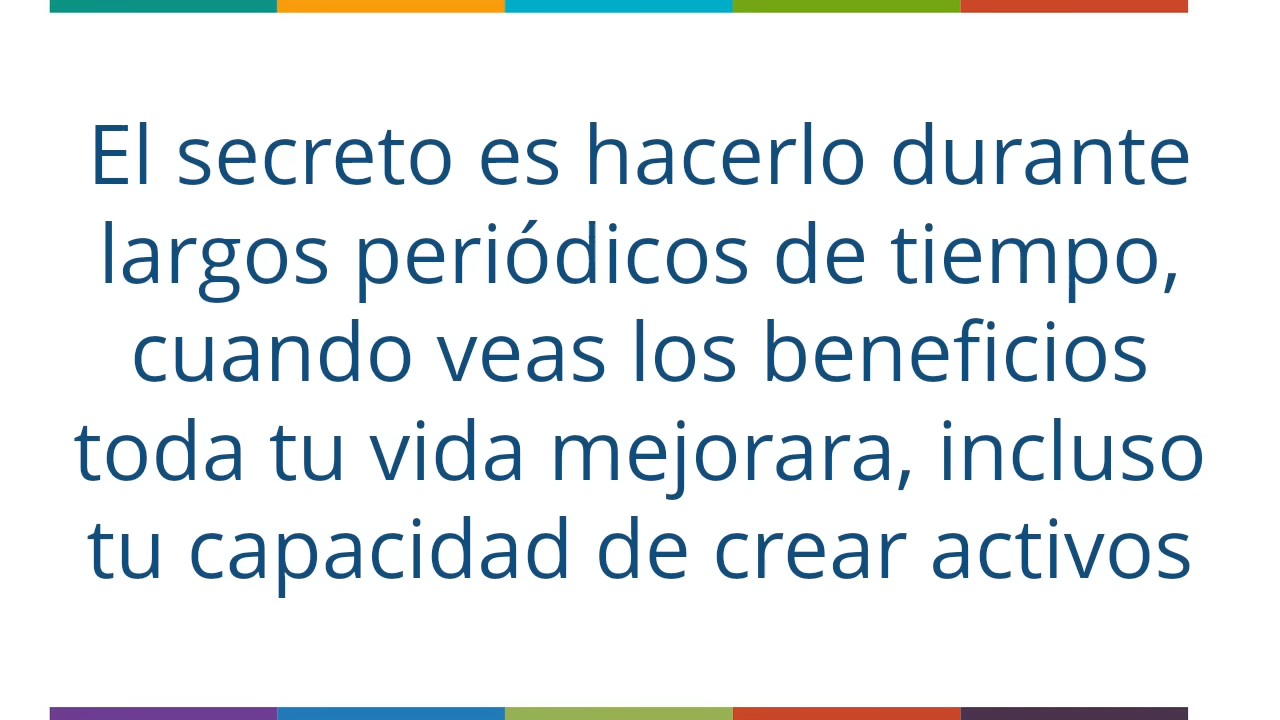 El secreto es hacerlo durante
largos periódicos de tiempo,
cuando veas los beneficios
toda tu vida mejorara, incluso
tu capacidad de crear activos